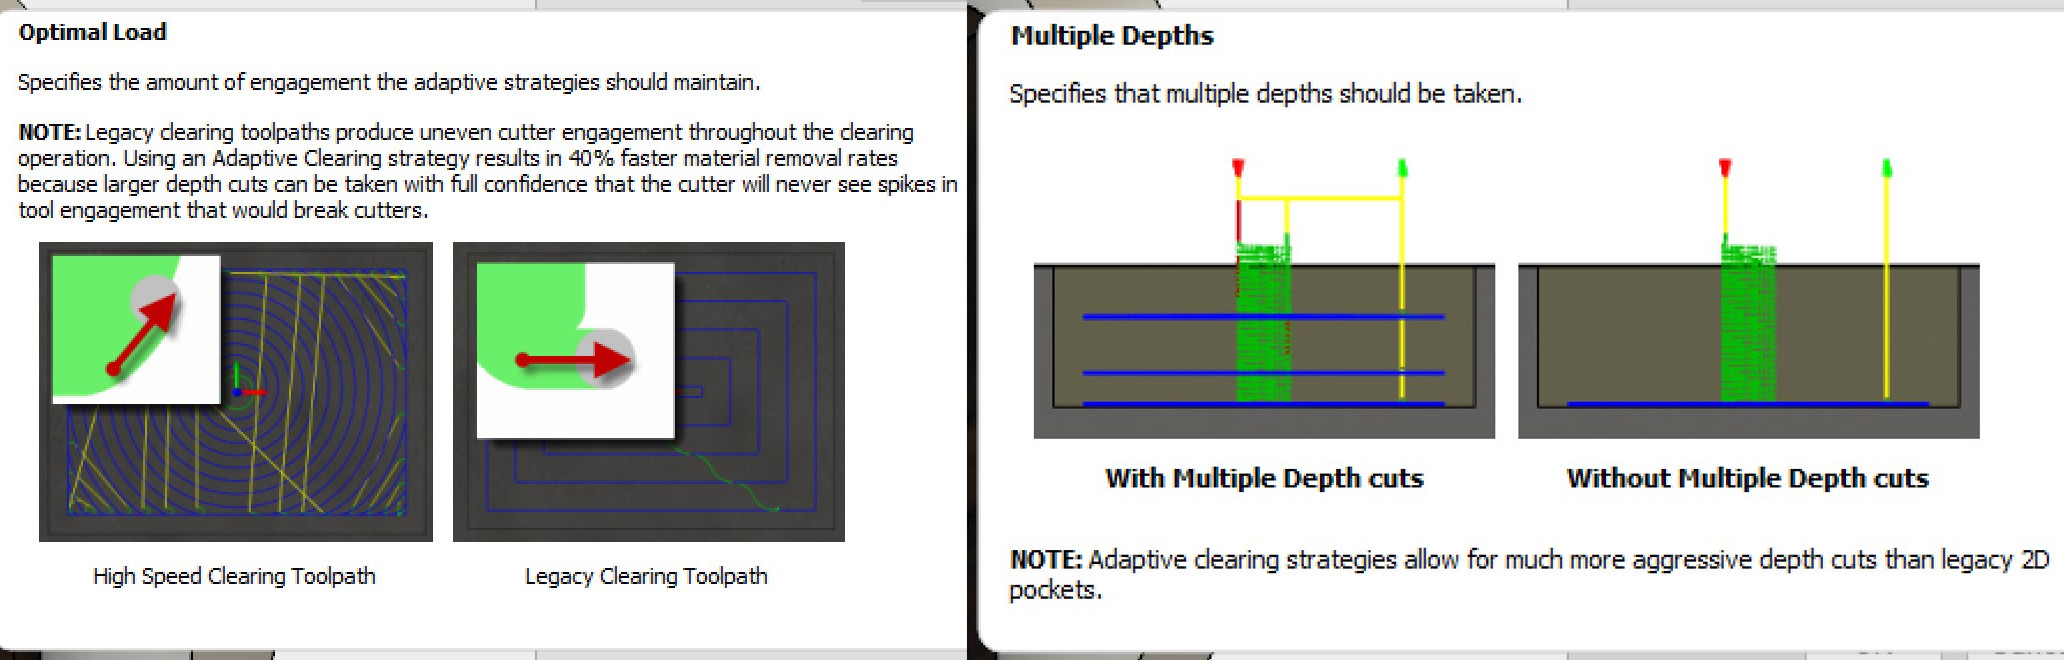 Optimal Load
Specifies the amount of engagement the adaptive strategies should maintain.
NOTE: Legacy clearing toolpaths produce uneven cutter engagement throughout the clearing
operation. Using an Adaptive Clearing strategy results in 40% faster material removal rates
because larger depth cuts can be taken with full confidence that the cutter will never see spikes in
tool engagement that would break cutters.
High Speed Clearing Toolpath
Legacy Clearing Toolpath
Multiple Depths
Specifies that multiple depths should be taken.
With Multiple Depth cuts
Without Multiple Depth cuts
NOTE: Adaptive clearing strategies allow for much more aggressive depth cuts than legacy 2D
pockets.